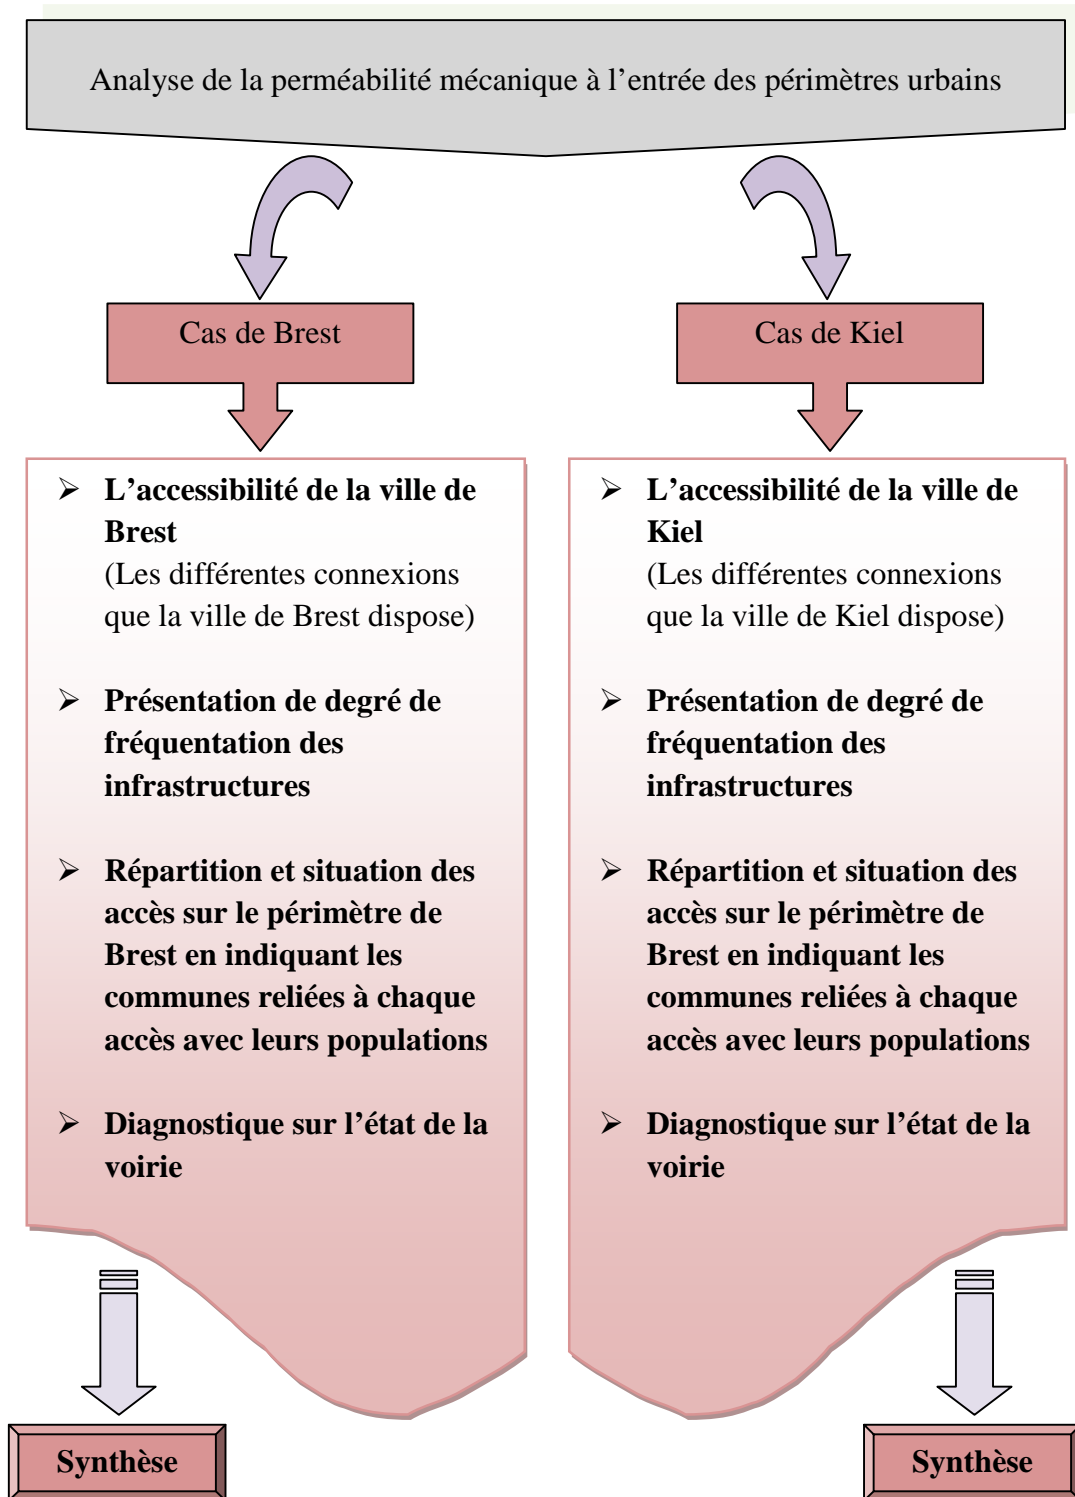 Analyse de la perméabilité mécanique à l’entrée des périmètres urbains
Cas de Brest
➢ L’accessibilité de la ville de
Brest
(Les différentes connexions
que la ville de Brest dispose)
➢ Présentation de degré de
fréquentation des
infrastructures
➢ Répartition et situation des
accès sur le périmètre de
Brest en indiquant les
communes reliées à chaque
accès avec leurs populations
➢ Diagnostique sur l’état de la
voirie
Synthèse
Cas de Kiel
➢ L’accessibilité de la ville de
Kiel
(Les différentes connexions
que la ville de Kiel dispose)
➢ Présentation de degré de
fréquentation des
infrastructures
➢ Répartition et situation des
accès sur le périmètre de
Brest en indiquant les
communes reliées à chaque
accès avec leurs populations
➢ Diagnostique sur l’état de la
voirie
Synthèse